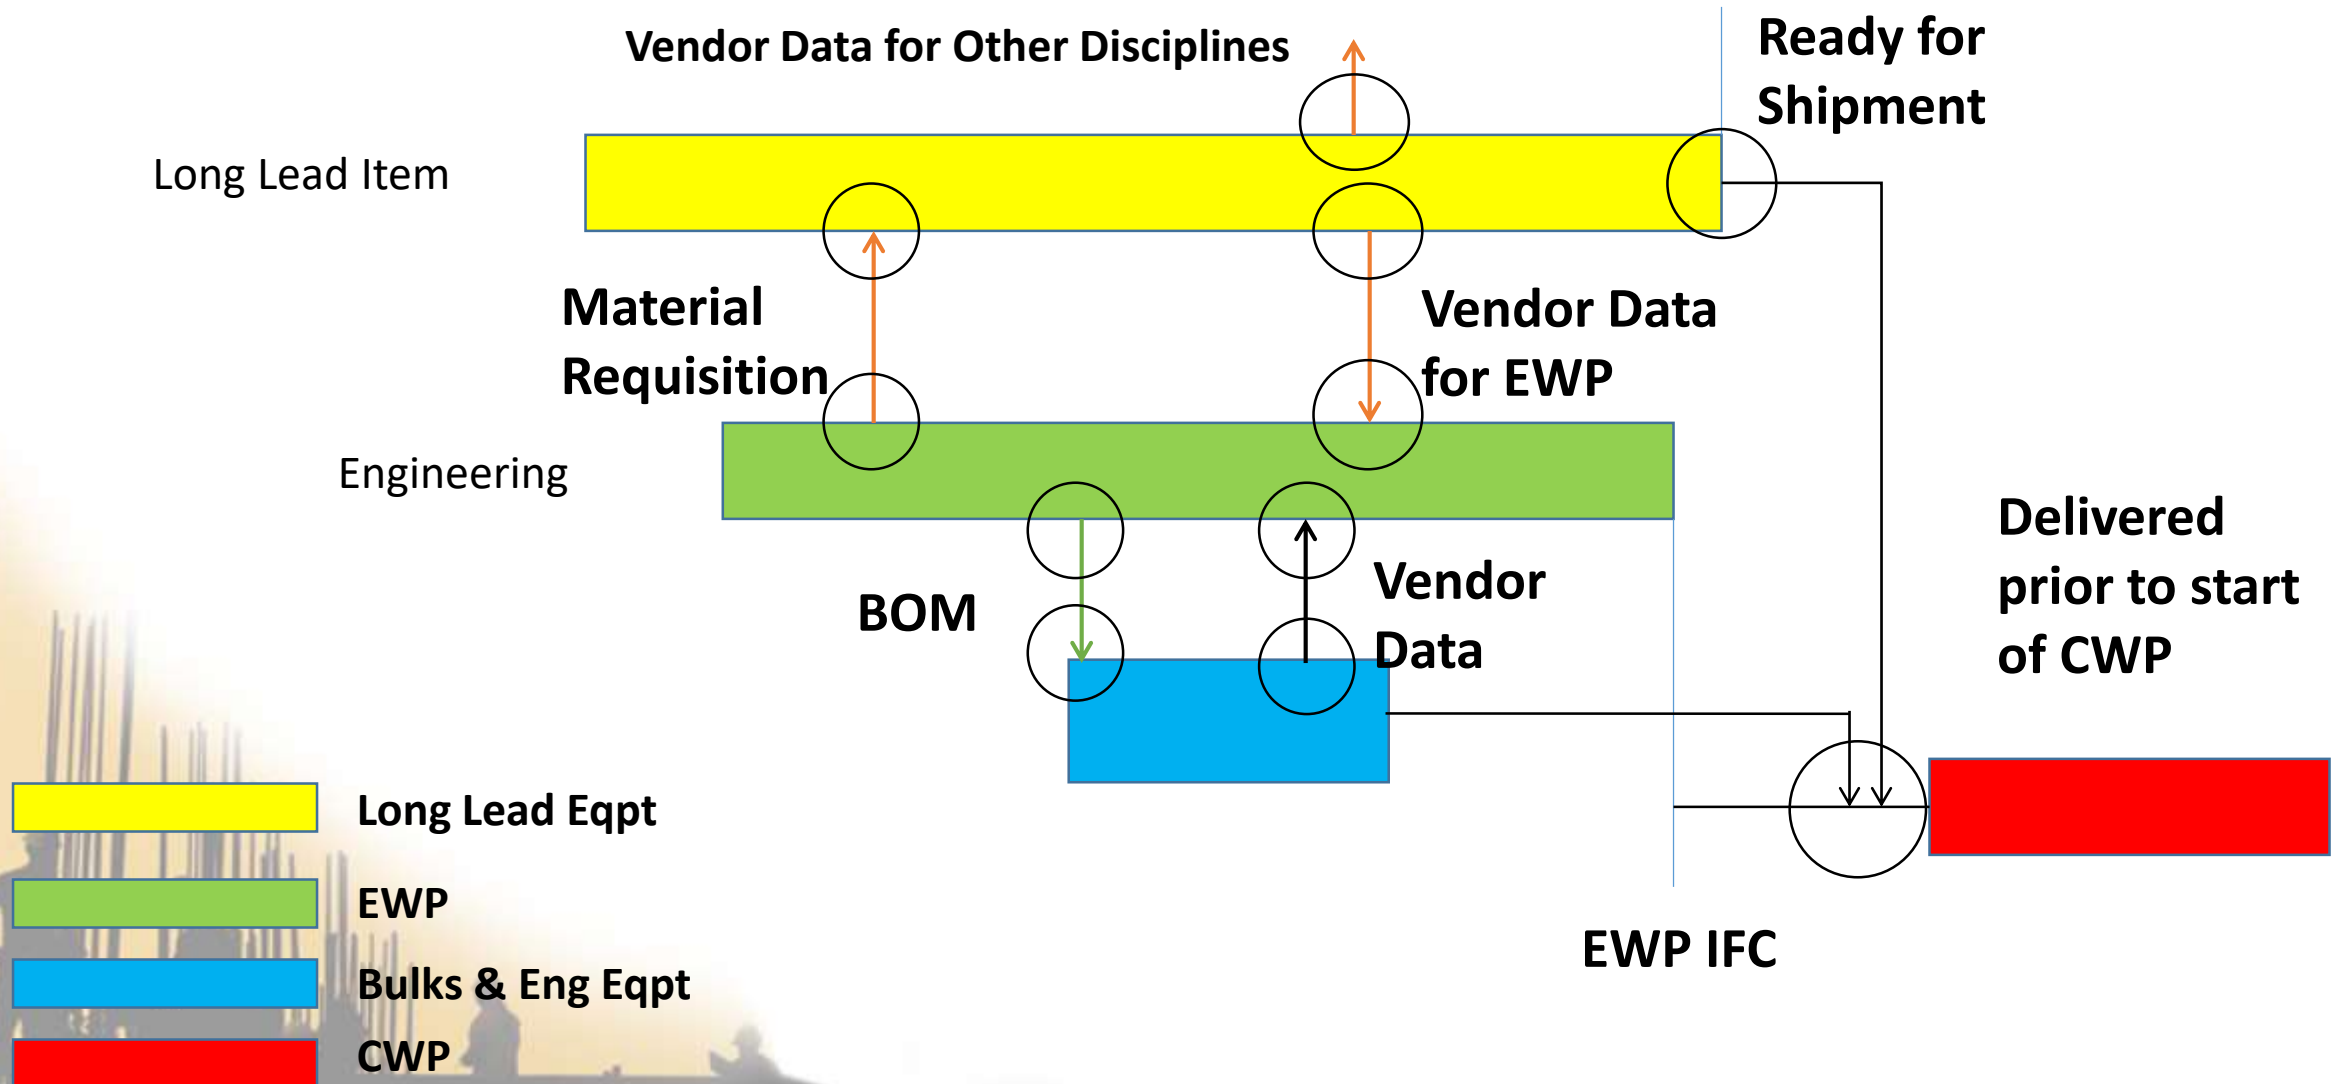 Vendor Data for Other Disciplines
Ready for
Shipment
Long Lead Item
Material
Requisition
Vendor Data
for EWP
Engineering
BOM
Vendor
Data
Delivered
prior to start
of CWP
EWP IFC
Long Lead Eqpt
EWP
Bulks & Eng Eqpt
CWP